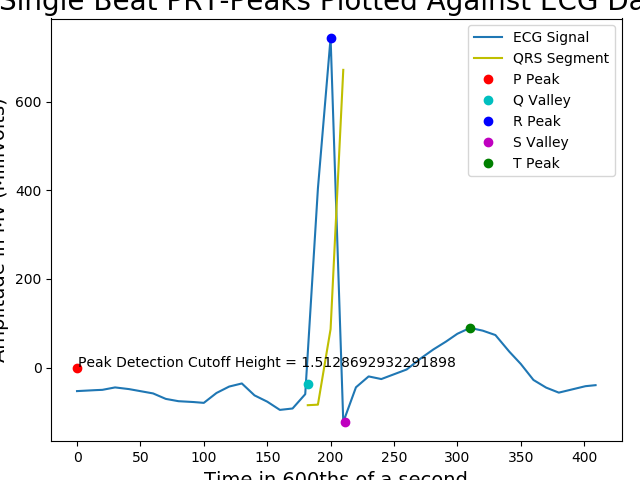 Single Beat PRT-Peaks Plotted Against ECG Da
Amplitude in MV (Millivolts)
600
400
200
0
ECG Signal
QRS Segment
P Peak
Q Valley
R Peak
S Valley
T Peak
Peak Detection Cutoff Height = 1.5128692932291898
0 50 100 150 200 250 300 350 400
Time in 600ths of a second